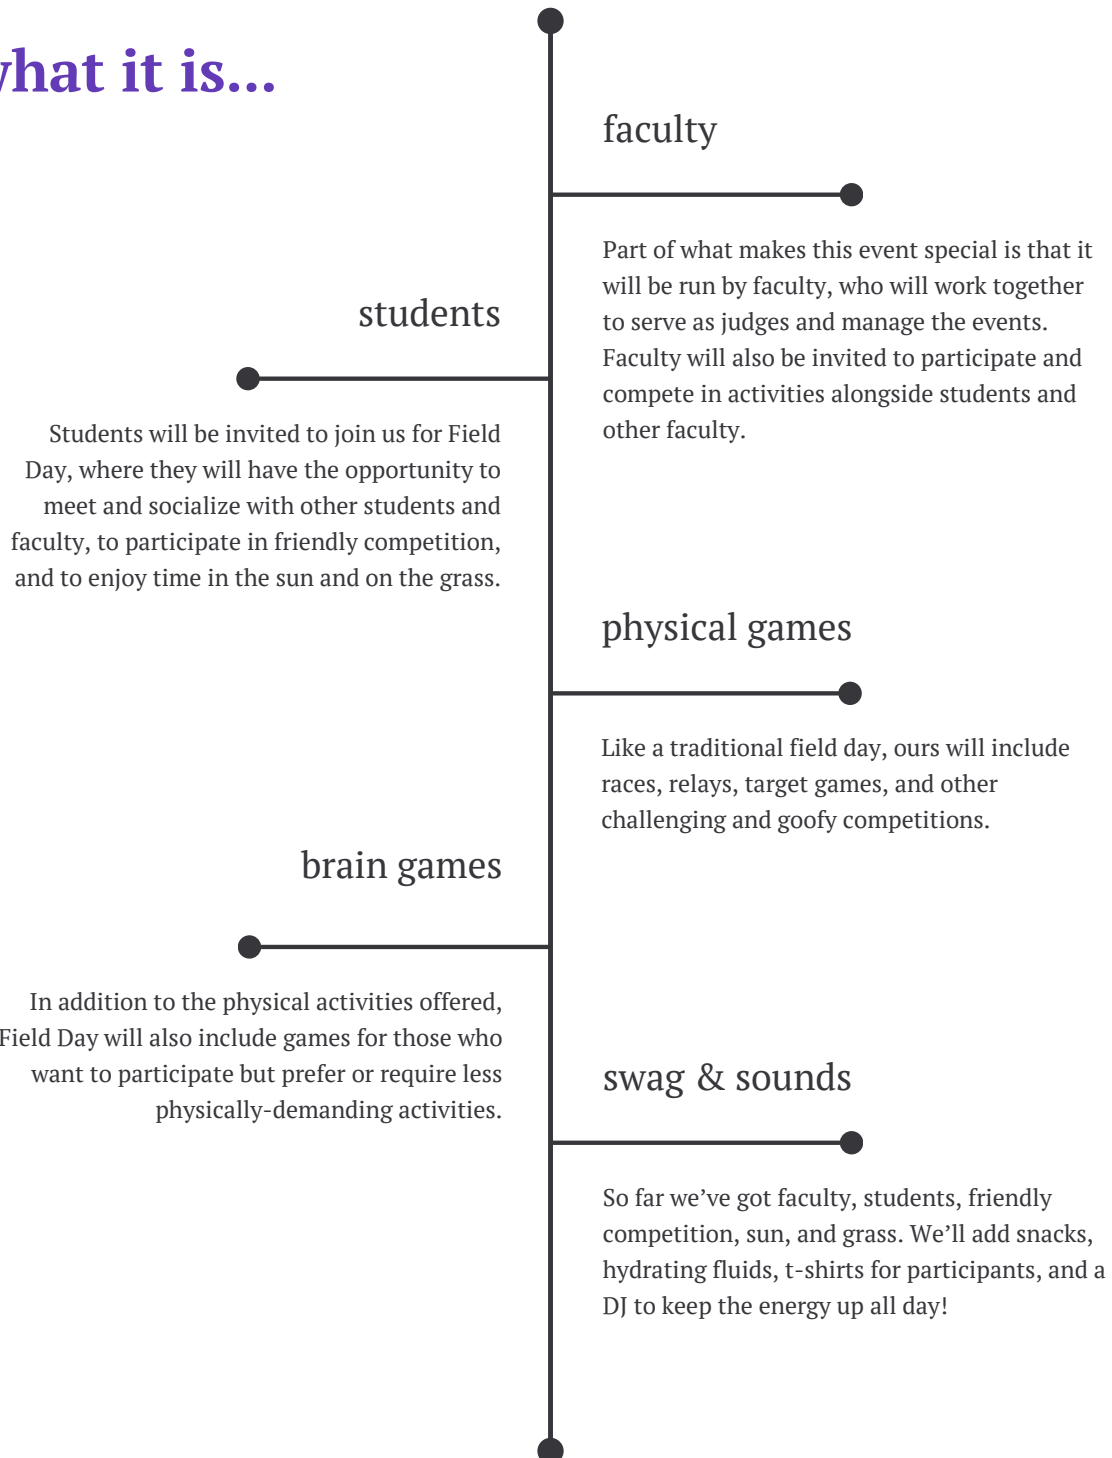 what it is...
faculty
Part of what makes this event special is that it
will be run by faculty, who will work together
to serve as judges and manage the events.
Faculty will also be invited to participate and
compete in activities alongside students and
other faculty.
students
Students will be invited to join us for Field
Day, where they will have the opportunity to
meet and socialize with other students and
faculty, to participate in friendly competition,
and to enjoy time in the sun and on the grass.
physical games
Like a traditional field day, ours will include
races, relays, target games, and other
challenging and goofy competitions.
brain games
In addition to the physical activities offered,
Field Day will also include games for those who
want to participate but prefer or require less
physically-demanding activities.
swag & sounds
So far we’ve got faculty, students, friendly
competition, sun, and grass. We’ll add snacks,
hydrating fluids, t-shirts for participants, and a
DJ to keep the energy up all day!